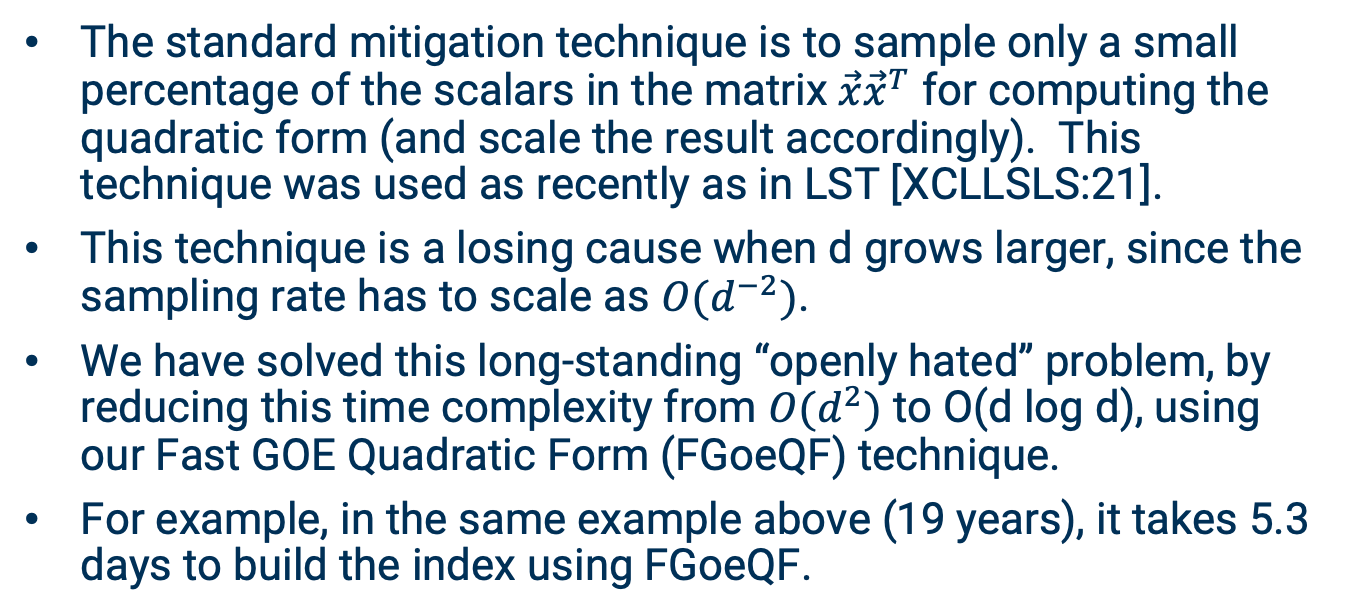 • The standard mitigation technique is to sample only a small
percentage of the scalars in the matrix x⃗x⃗ᵀ for computing the
quadratic form (and scale the result accordingly).  This
technique was used as recently as in LST [XCLLSLS:21].
• This technique is a losing cause when d grows larger, since the
sampling rate has to scale as O(d⁻²).
• We have solved this long-standing “openly hated” problem, by
reducing this time complexity from O(d²) to O(d log d), using
our Fast GOE Quadratic Form (FGoeQF) technique.
• For example, in the same example above (19 years), it takes 5.3
days to build the index using FGoeQF.